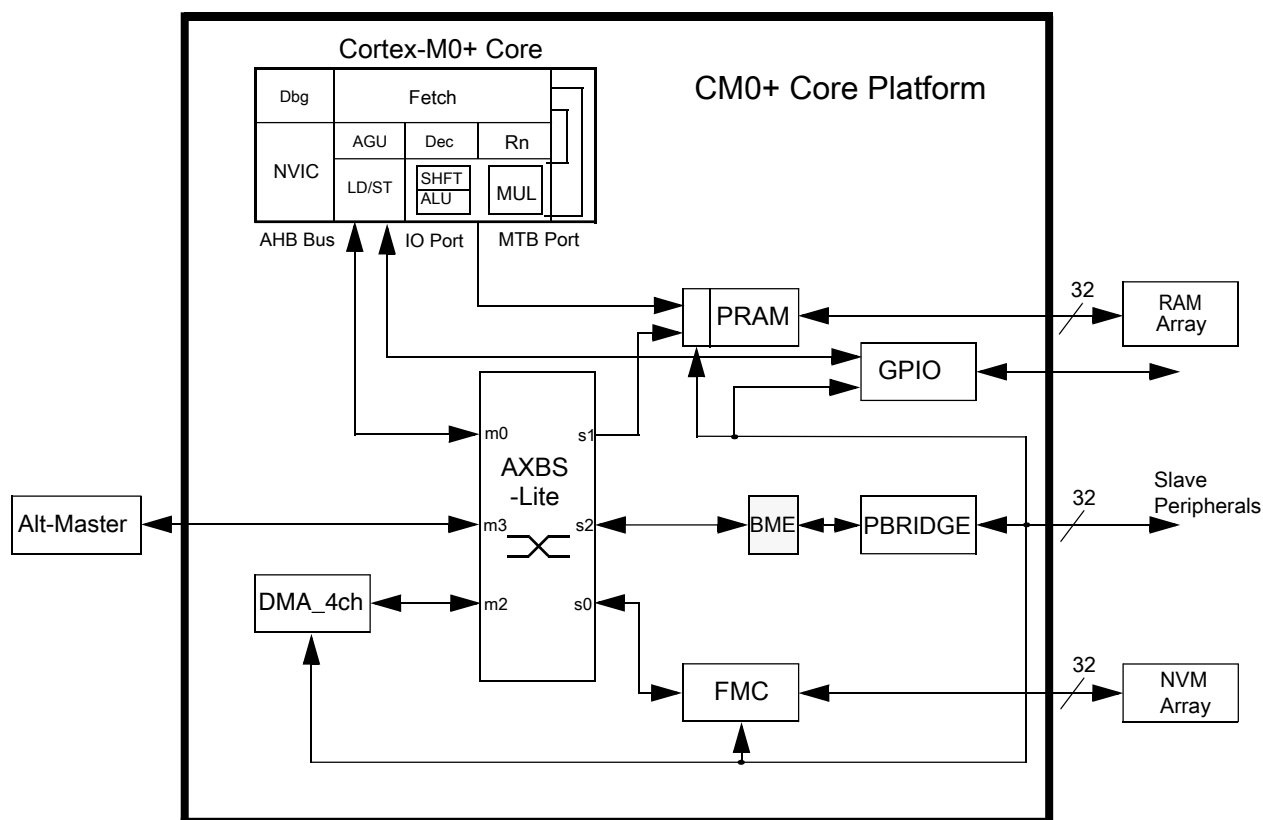 Cortex-M0+ Core
CM0+ Core Platform
Dbg
Fetch
AGU
Dec
Rn
NVIC
LD/ST
SHFT
ALU
MUL
AHB Bus
IO Port
MTB Port
PRAM
32
RAM
Array
GPIO
m0
s1
AXBS
-Lite
Alt-Master
m3
s2
BME
PBRIDGE
32
Slave
Peripherals
DMA_4ch
m2
s0
FMC
32
NVM
Array